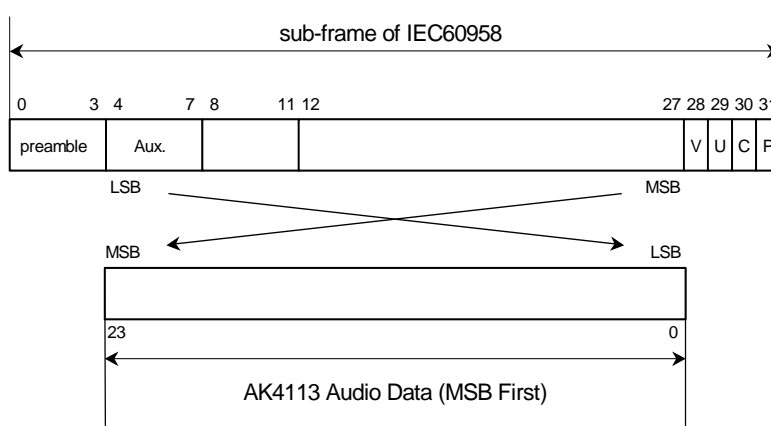 sub-frame of IEC60958
0 3 4 7 8 11 12 27 28 29 30 31
preamble Aux. V U C P
LSB MSB
MSB LSB
23 0
AK4113 Audio Data (MSB First)